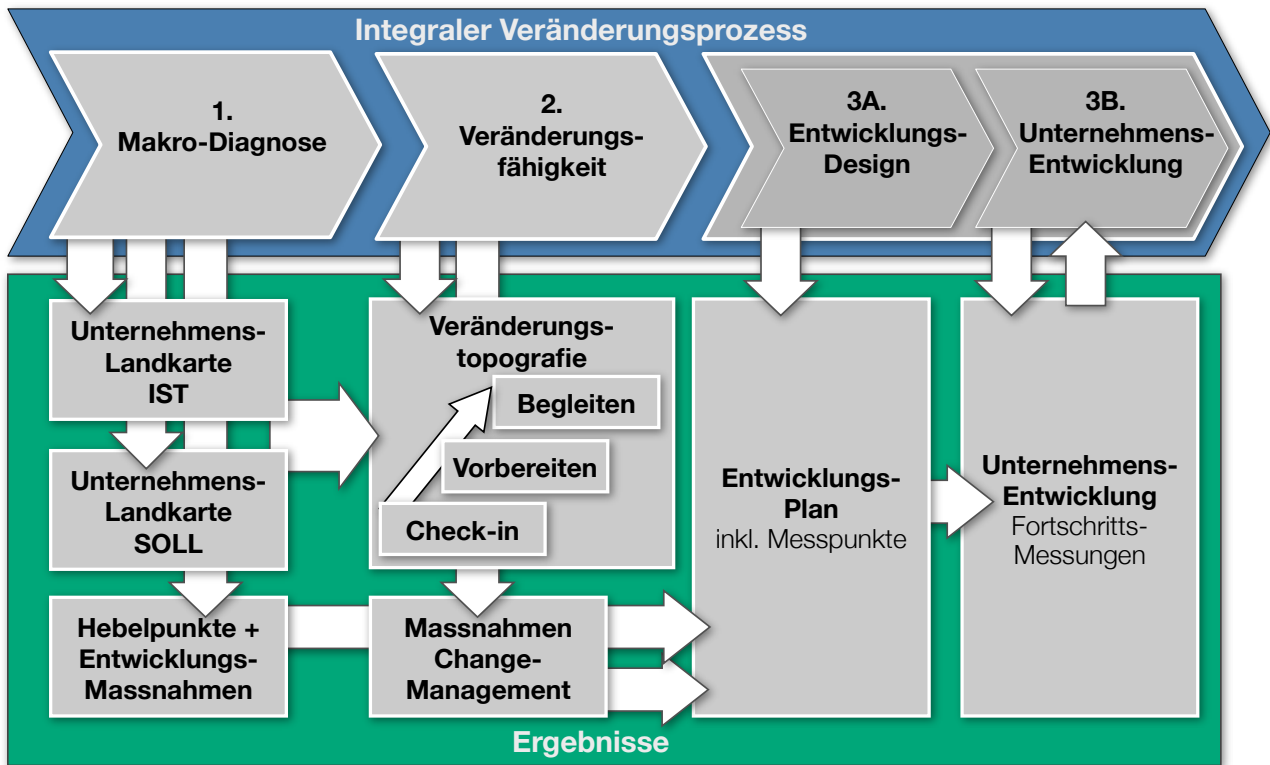 Integraler Veränderungsprozess
1.
Makro-Diagnose
2.
Veränderungs-
fähigkeit
3A.
Entwicklungs-
Design
3B.
Unternehmens-
Entwicklung
Unternehmens-
Landkarte
IST
Unternehmens-
Landkarte
SOLL
Hebelpunkte +
Entwicklungs-
Massnahmen
Veränderungs-
topografie
Begleiten
Vorbereiten
Check-in
Massnahmen
Change-
Management
Entwicklungs-
Plan
inkl. Messpunkte
Unternehmens-
Entwicklung
Fortschritts-
Messungen
Ergebnisse